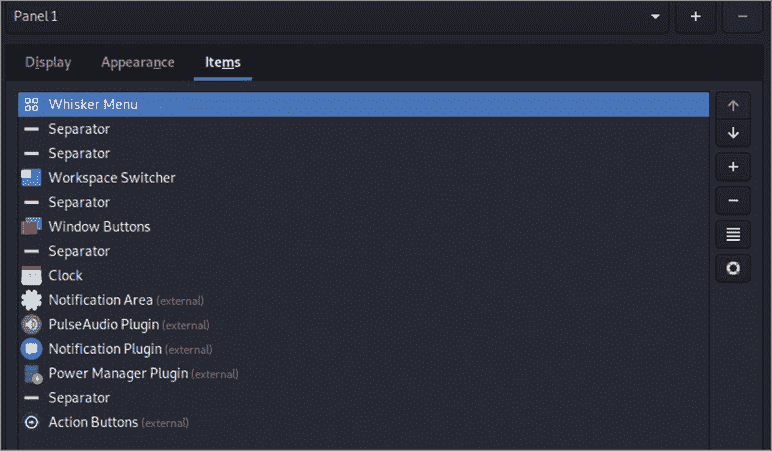 Panel 1
Display Appearance Items
Whisker Menu
Separator
Separator
Workspace Switcher
Separator
Window Buttons
Separator
Clock
Notification Area (external)
PulseAudio Plugin (external)
Notification Plugin (external)
Power Manager Plugin (external)
Separator
Action Buttons (external)